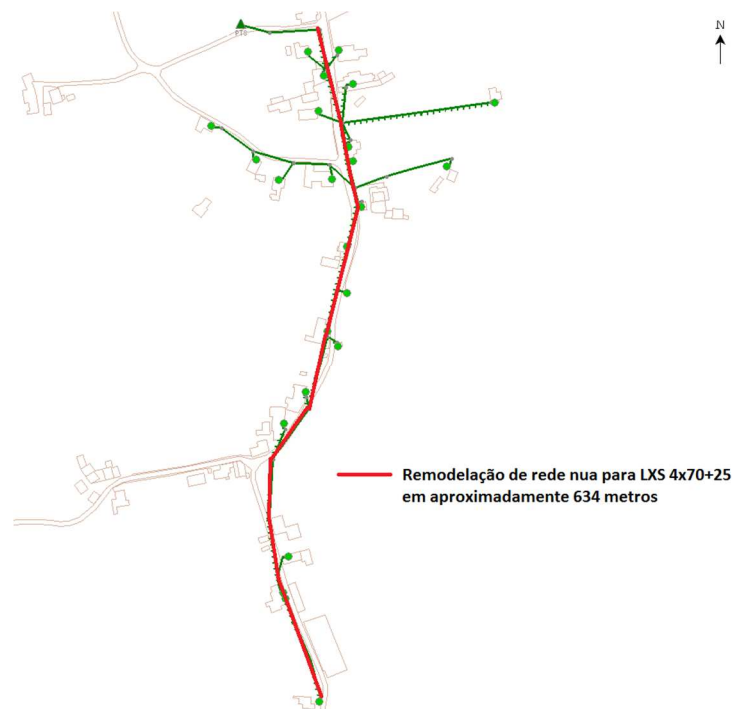 N
Remodelação de rede nua para LXS 4x70+25
em aproximadamente 634 metros